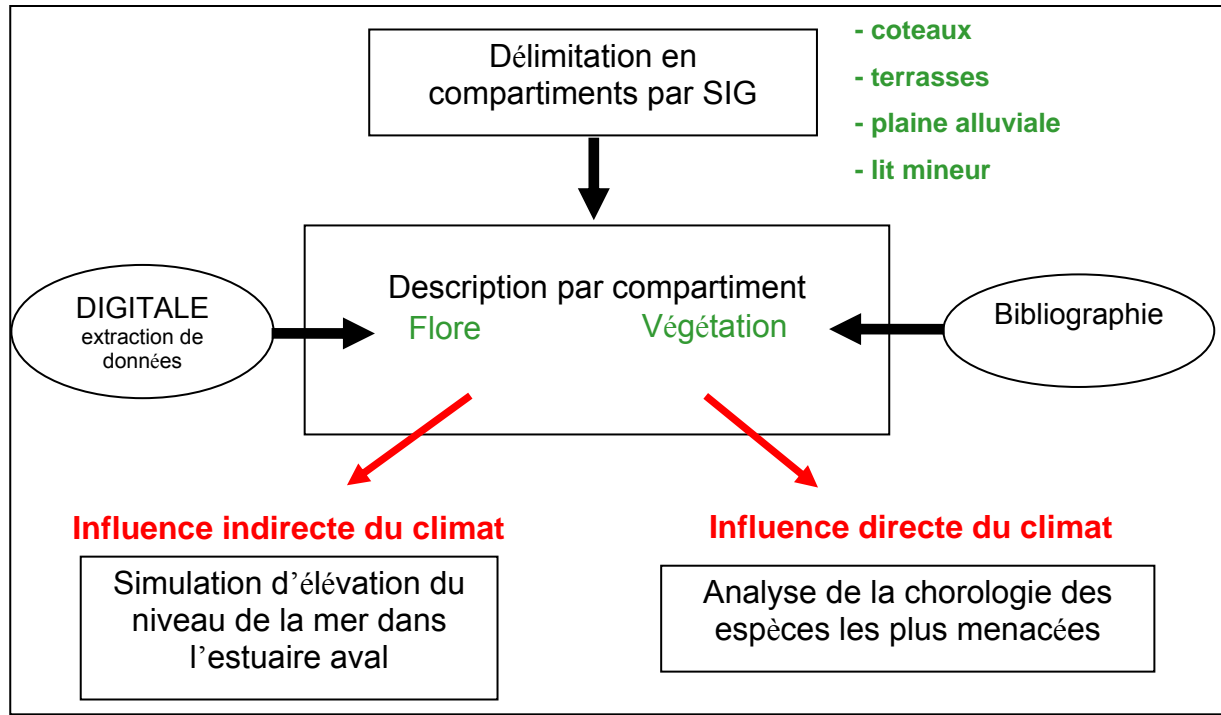 Délimitation en
compartiments par SIG
- coteaux
- terrasses
- plaine alluviale
- lit mineur
DIGITALE
extraction de
données
Description par compartiment
Flore
Végétation
Bibliographie
Influence indirecte du climat
Simulation d’élévation du
niveau de la mer dans
l’estuaire aval
Influence directe du climat
Analyse de la chorologie des
espèces les plus menacées